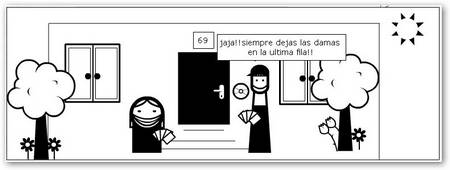 69
jaja!!siempre dejas las damas
en la ultima fila!!